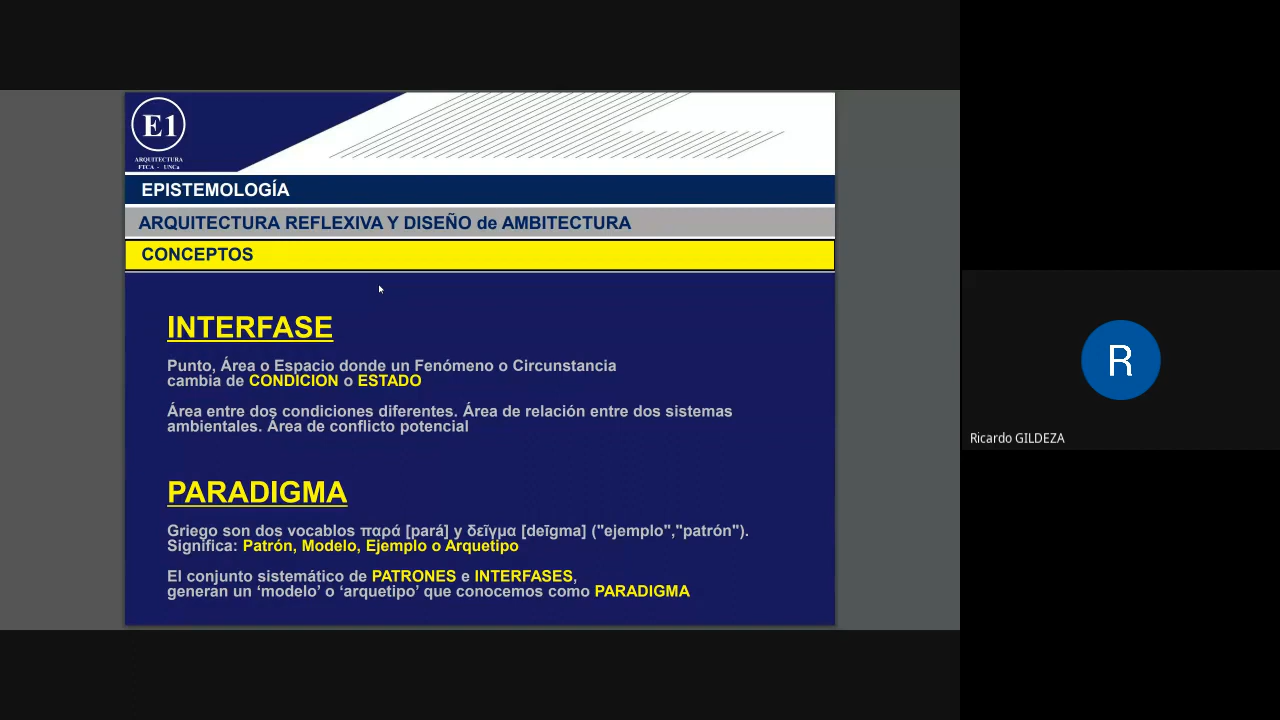 E1
ARQUITECTURA
FTCA - UNCa
EPISTEMOLOGÍA
ARQUITECTURA REFLEXIVA Y DISEÑO de AMBITECTURA
CONCEPTOS
INTERFASE
Punto, Área o Espacio donde un Fenómeno o Circunstancia
cambia de CONDICION o ESTADO
Área entre dos condiciones diferentes. Área de relación entre dos sistemas
ambientales. Área de conflicto potencial
PARADIGMA
Griego son dos vocablos παρά [pará] y δεῖγμα [deīgma] ("ejemplo","patrón").
Significa: Patrón, Modelo, Ejemplo o Arquetipo
El conjunto sistemático de PATRONES e INTERFASES,
generan un ‘modelo’ o ‘arquetipo’ que conocemos como PARADIGMA
R
Ricardo GILDEZA